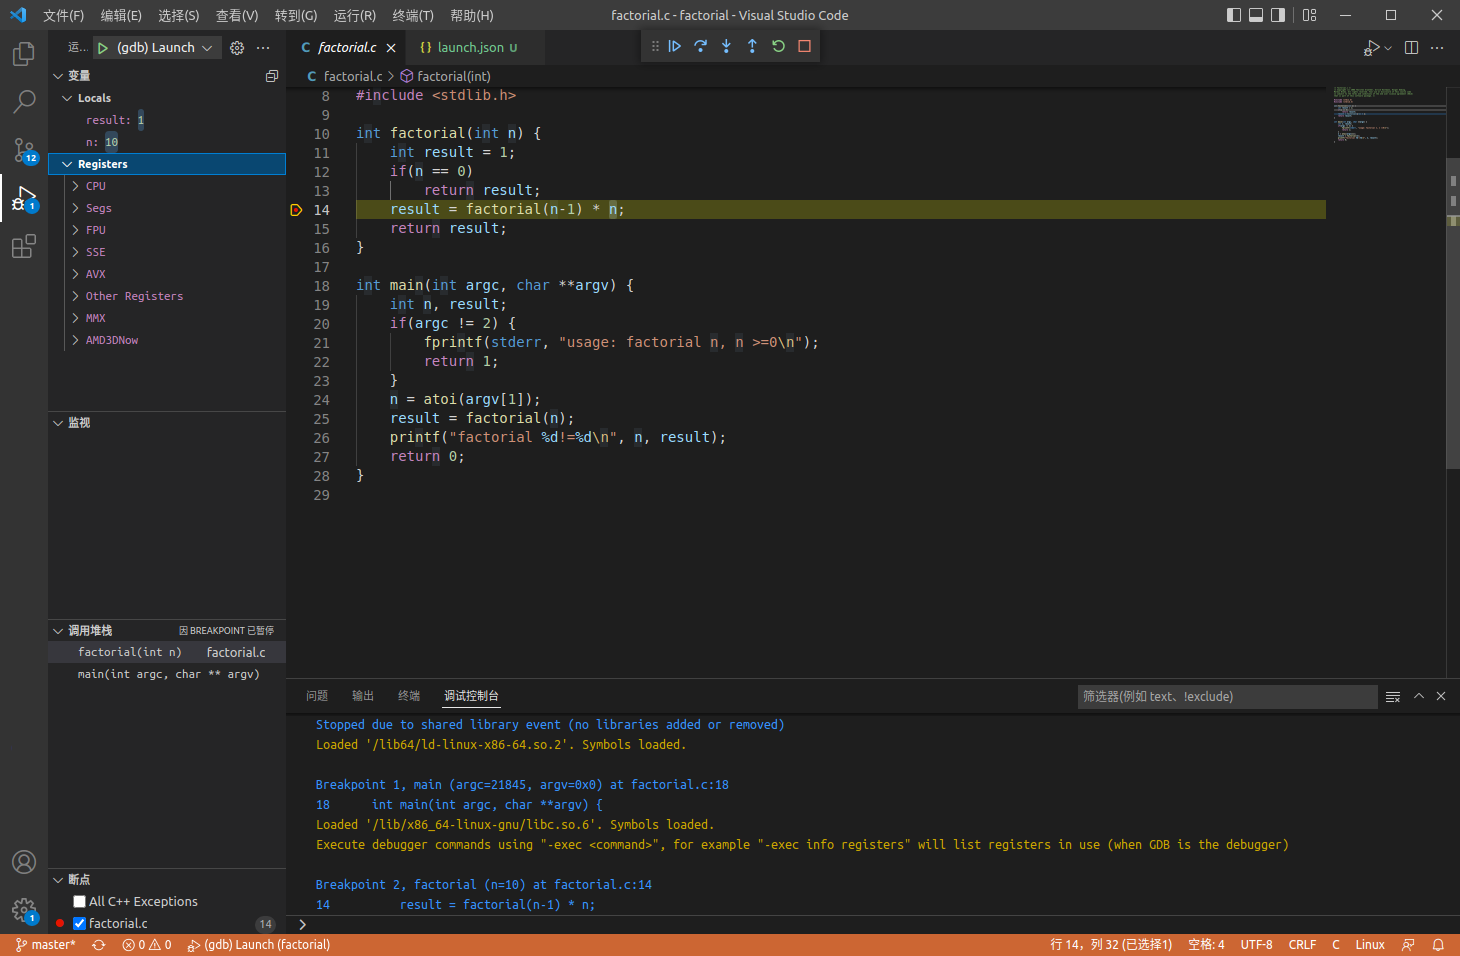 文件(F) 编辑(E) 选择(S) 查看(V) 转到(G) 运行(R) 终端(T) 帮助(H) factorial.c - factorial - Visual Studio Code
运... (gdb) Launch
变量
Locals
result: 1
n: 10
Registers
CPU
Segs
FPU
SSE
AVX
Other Registers
MMX
AMD3DNow
监视
调用堆栈 因 BREAKPOINT 已暂停
factorial(int n) factorial.c
main(int argc, char ** argv)
断点
All C++ Exceptions
factorial.c 14
12
1
1
C factorial.c {} launch.json U
C factorial.c > factorial(int)
8 #include <stdlib.h>
9
10 int factorial(int n) {
11 int result = 1;
12 if(n == 0)
13 return result;
14 result = factorial(n-1) * n;
15 return result;
16 }
17
18 int main(int argc, char **argv) {
19 int n, result;
20 if(argc != 2) {
21 fprintf(stderr, "usage: factorial n, n >=0\n");
22 return 1;
23 }
24 n = atoi(argv[1]);
25 result = factorial(n);
26 printf("factorial %d!=%d\n", n, result);
27 return 0;
28 }
29
问题 输出 终端 调试控制台 筛选器(例如 text、!exclude)
Stopped due to shared library event (no libraries added or removed)
Loaded '/lib64/ld-linux-x86-64.so.2'. Symbols loaded.
Breakpoint 1, main (argc=21845, argv=0x0) at factorial.c:18
18 int main(int argc, char **argv) {
Loaded '/lib/x86_64-linux-gnu/libc.so.6'. Symbols loaded.
Execute debugger commands using "-exec <command>", for example "-exec info registers" will list registers in use (when GDB is the debugger)
Breakpoint 2, factorial (n=10) at factorial.c:14
14 result = factorial(n-1) * n;
master* 0 0 (gdb) Launch (factorial) 行 14，列 32 (已选择1) 空格: 4 UTF-8 CRLF C Linux